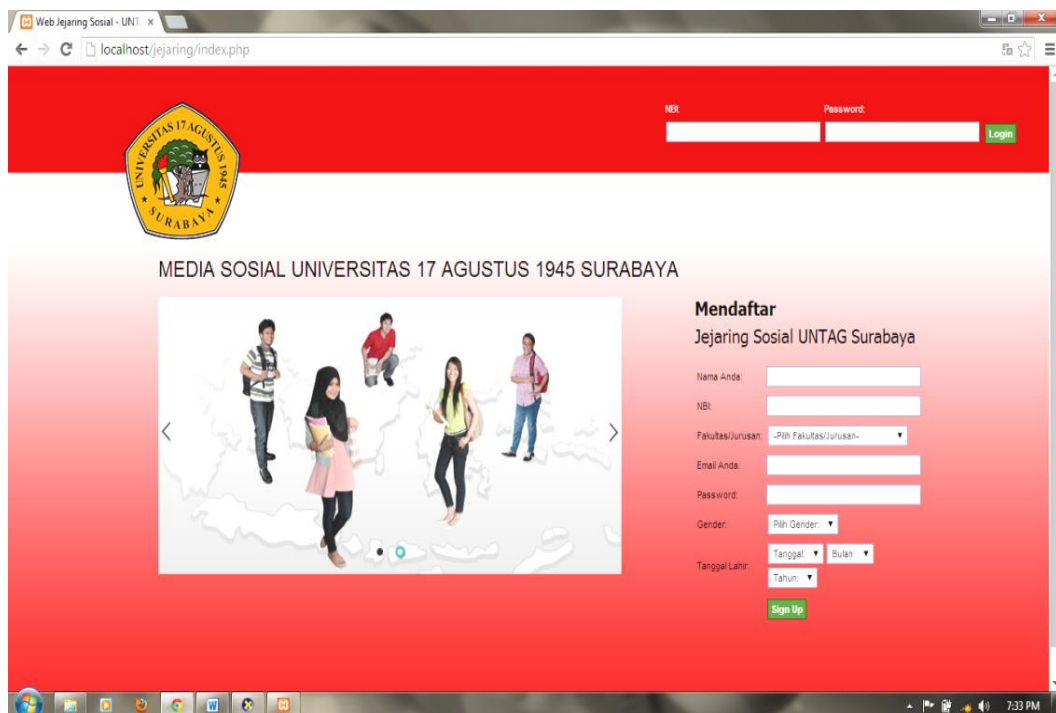 Web Jejaring Sosial - UNT
localhost/jejaring/index.php
NBI:
Password:
Login
UNIVERSITAS 17 AGUSTUS 1945
SURABAYA
MEDIA SOSIAL UNIVERSITAS 17 AGUSTUS 1945 SURABAYA
Mendaftar
Jejaring Sosial UNTAG Surabaya
Nama Anda:
NBI:
Fakultas/Jurusan: -Pilih Fakultas/Jurusan-
Email Anda:
Password:
Gender: Pilih Gender:
Tanggal: Bulan:
Tanggal Lahir:
Tahun:
Sign Up
7:33 PM